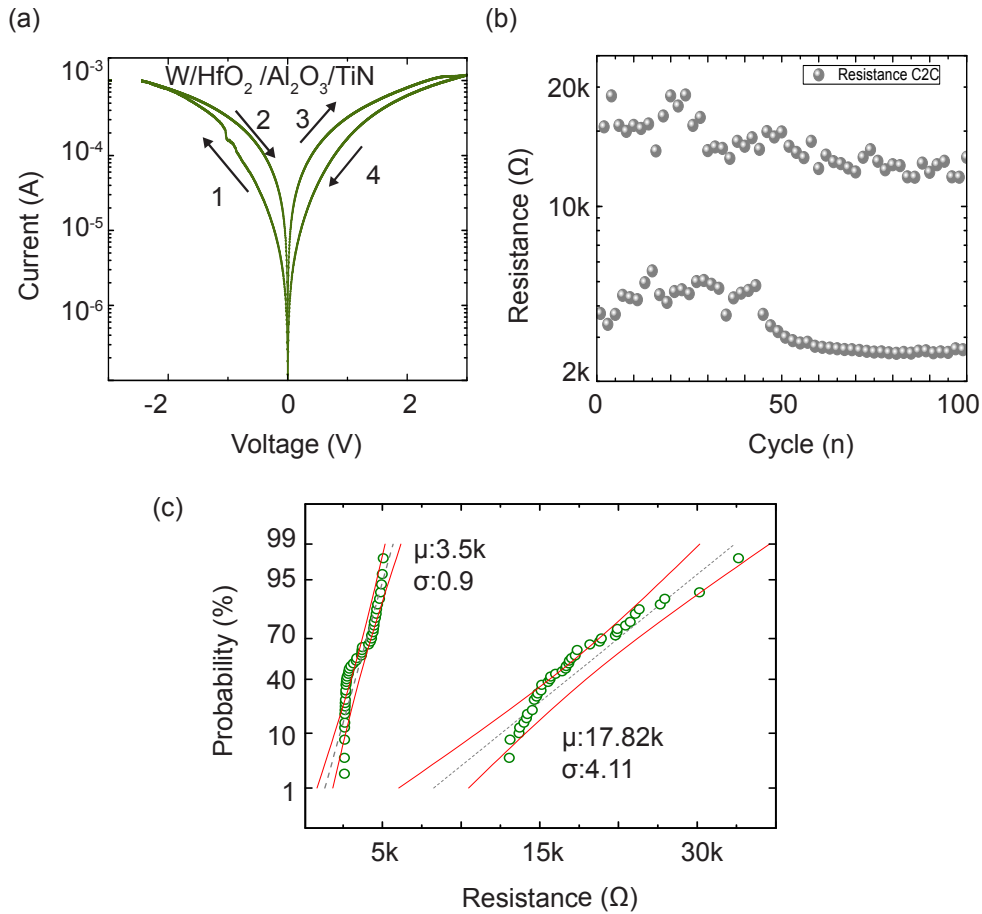 (a)
W/HfO₂ /Al₂O₃/TiN
1
2
3
4
10⁻³
10⁻⁴
10⁻⁵
10⁻⁶
-2
0
2
Current (A)
Voltage (V)
(b)
Resistance C2C
20k
10k
2k
0
50
100
Resistance (Ω)
Cycle (n)
(c)
μ:3.5k
σ:0.9
μ:17.82k
σ:4.11
99
95
70
40
10
1
5k
15k
30k
Probability (%)
Resistance (Ω)